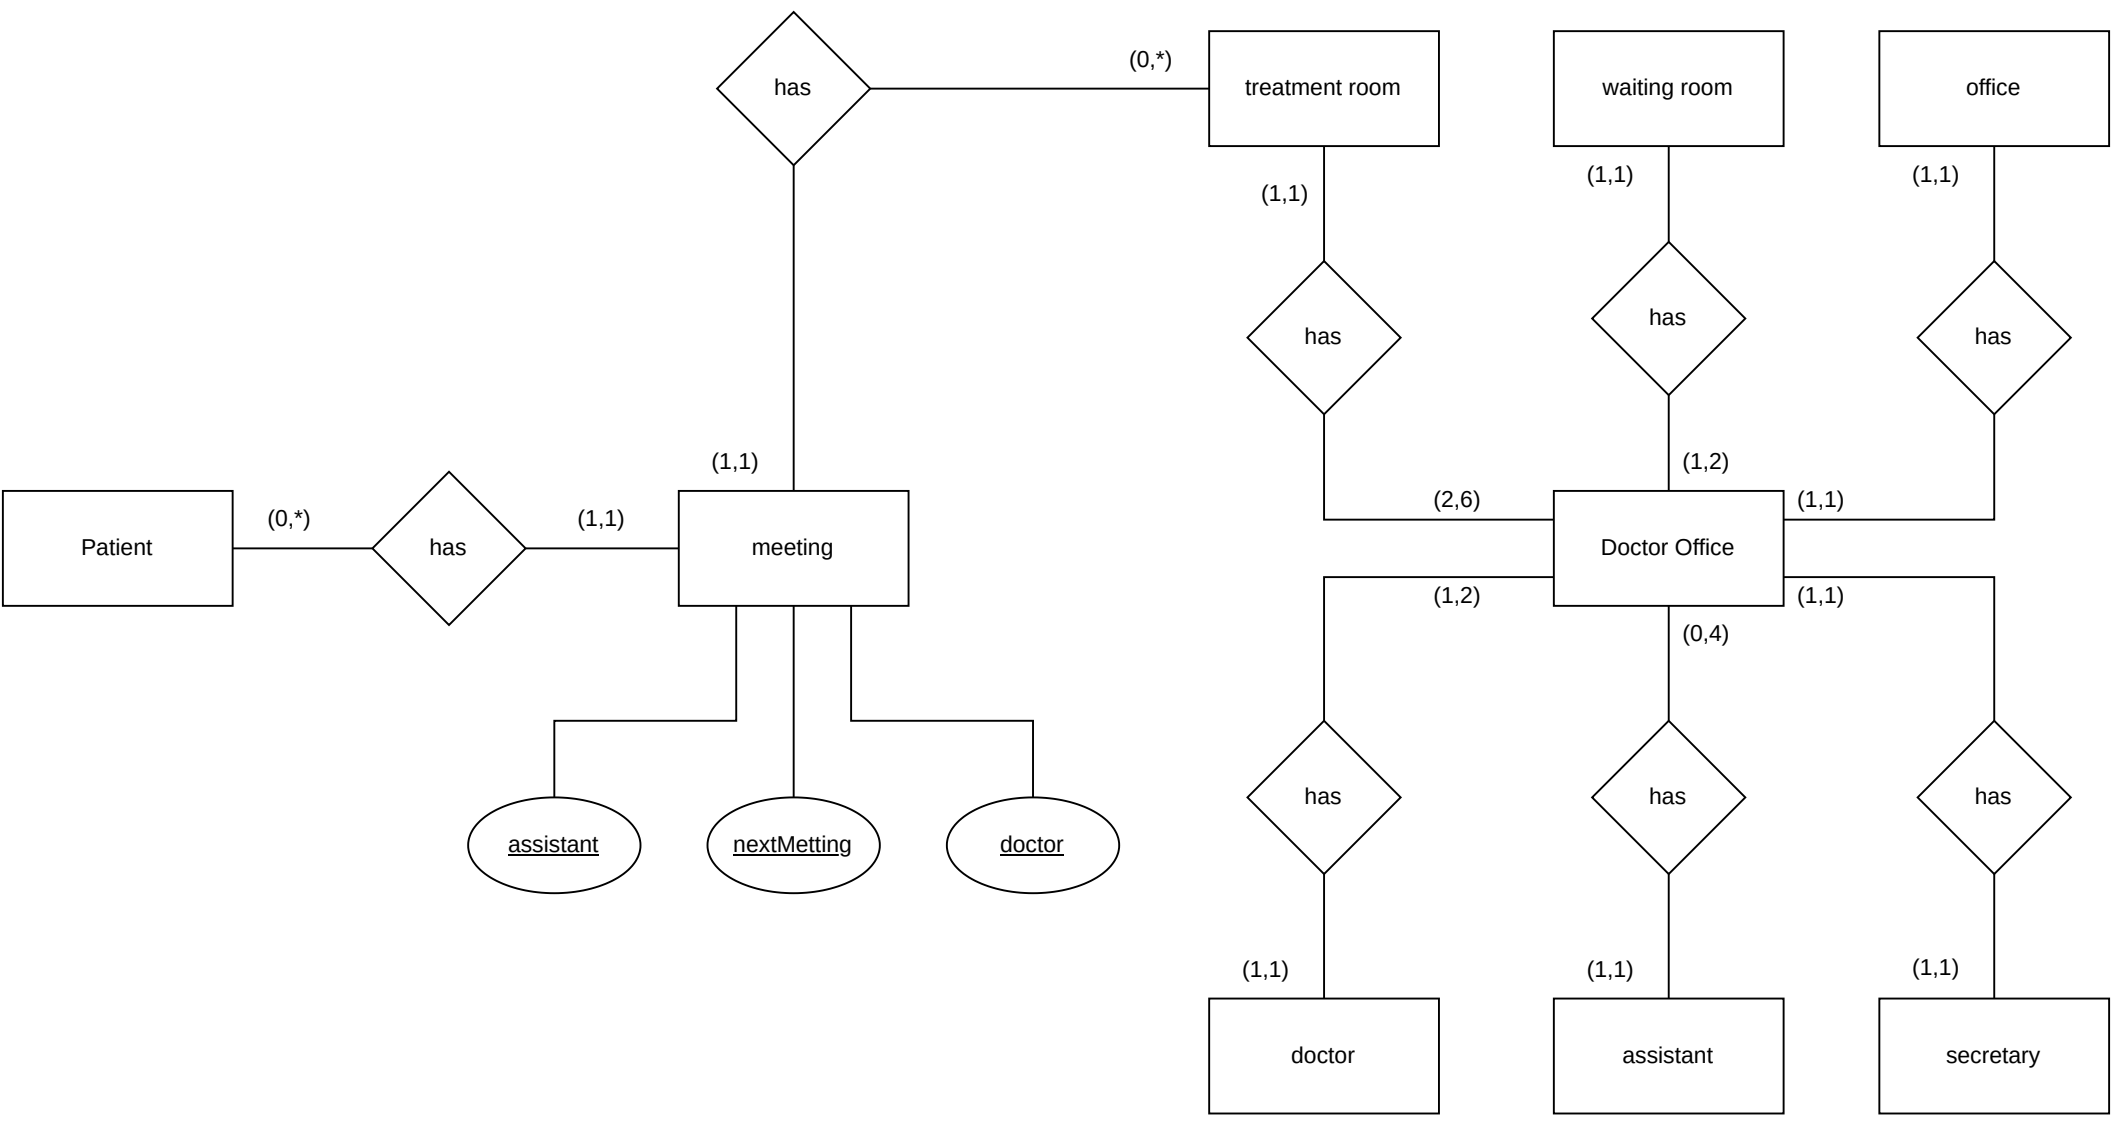 has
(0,*)
treatment room
waiting room
office
(1,1)
(1,1)
(1,1)
has
has
has
(1,1)
(1,2)
(2,6)
(1,1)
Patient
(0,*)
has
(1,1)
meeting
Doctor Office
(1,2)
(1,1)
(0,4)
has
has
has
assistant
nextMetting
doctor
(1,1)
(1,1)
(1,1)
doctor
assistant
secretary